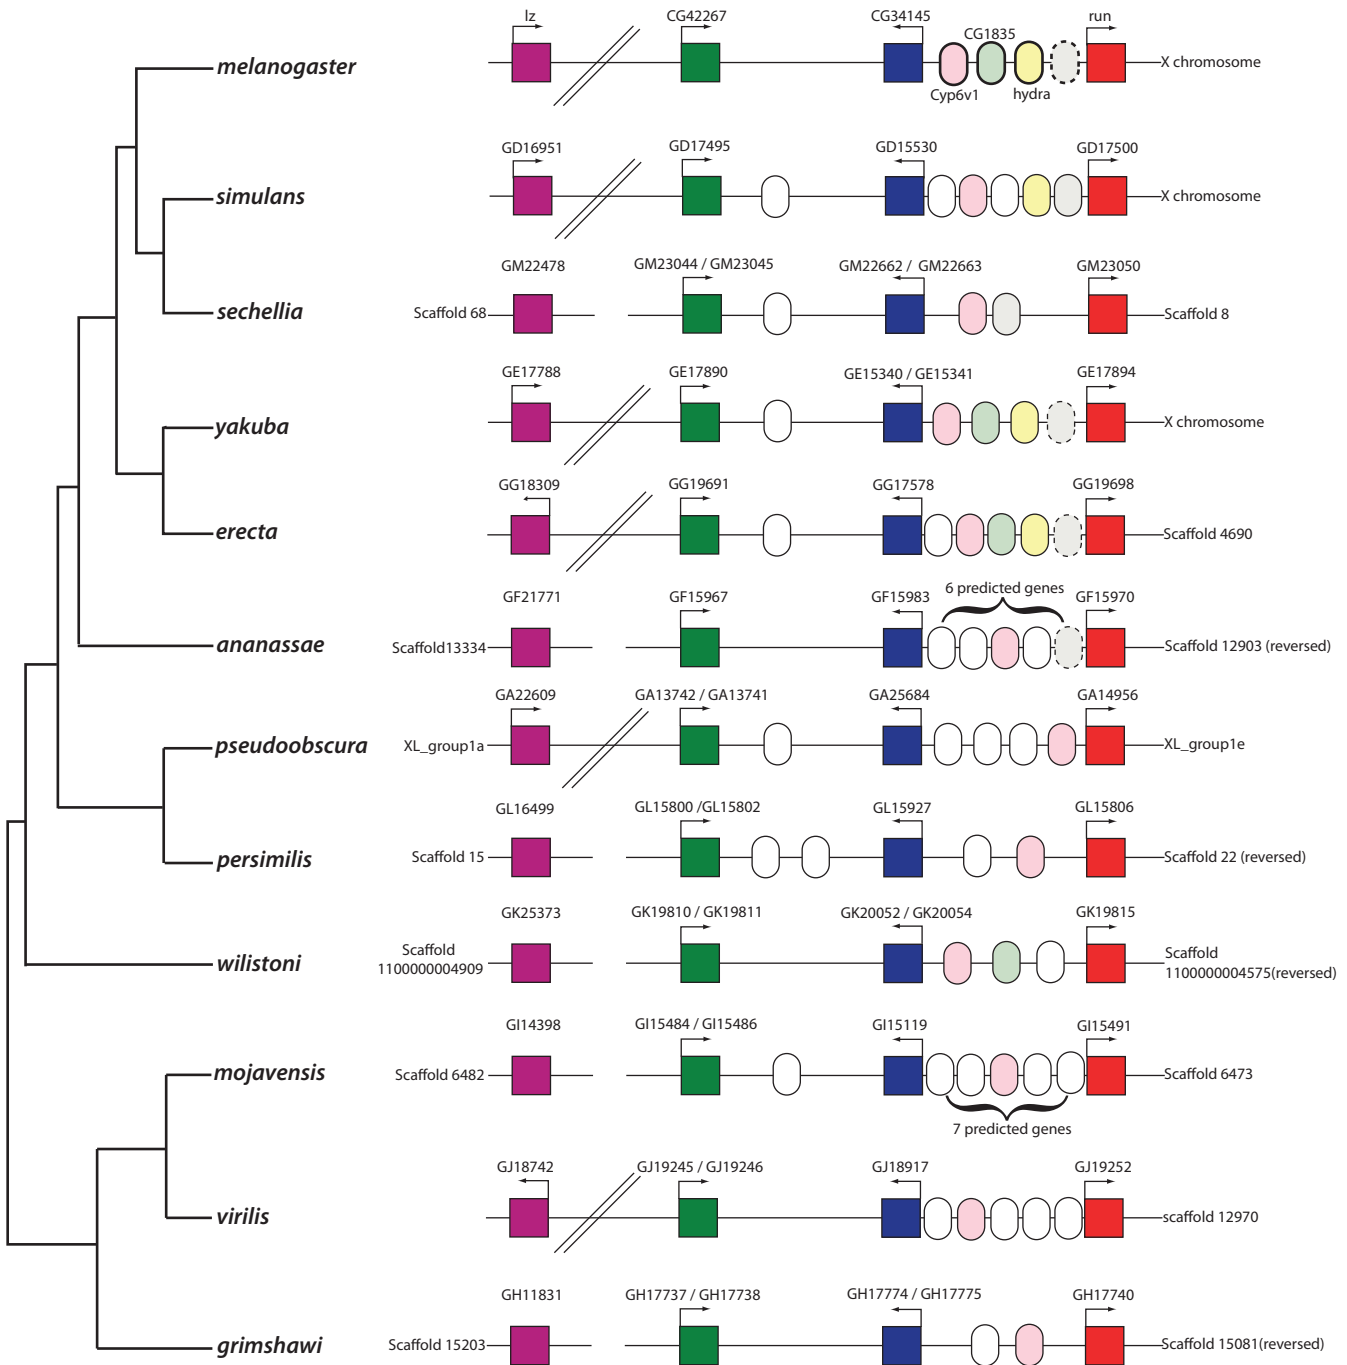 lz
CG42267
CG34145
run
CG1835
melanogaster
X chromosome
Cyp6v1
hydra
GD16951
GD17495
GD15530
GD17500
simulans
X chromosome
GM22478
GM23044 / GM23045
GM22662 / GM22663
GM23050
sechellia
Scaffold 68
Scaffold 8
GE17788
GE17890
GE15340 / GE15341
GE17894
yakuba
X chromosome
GG18309
GG19691
GG17578
GG19698
erecta
Scaffold 4690
6 predicted genes
GF21771
GF15967
GF15983
GF15970
ananassae
Scaffold13334
Scaffold 12903 (reversed)
GA22609
GA13742 / GA13741
GA25684
GA14956
pseudoobscura
XL_group1a
XL_group1e
GL16499
GL15800 /GL15802
GL15927
GL15806
persimilis
Scaffold 15
Scaffold 22 (reversed)
GK25373
GK19810 / GK19811
GK20052 / GK20054
GK19815
wilistoni
Scaffold
1100000004909
Scaffold
1100000004575(reversed)
GI14398
GI15484 / GI15486
GI15119
GI15491
mojavensis
Scaffold 6482
Scaffold 6473
7 predicted genes
GJ18742
GJ19245 / GJ19246
GJ18917
GJ19252
virilis
scaffold 12970
GH11831
GH17737 / GH17738
GH17774 / GH17775
GH17740
grimshawi
Scaffold 15203
Scaffold 15081(reversed)